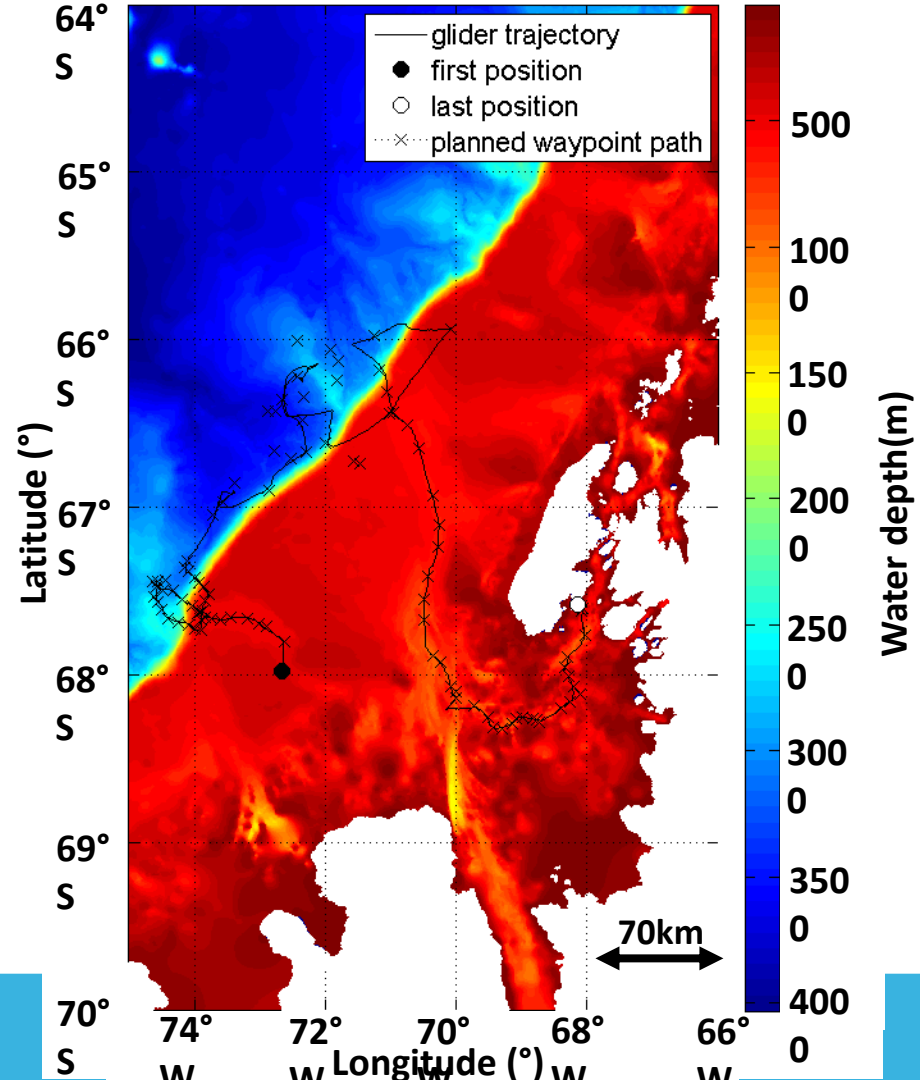 glider trajectory
first position
last position
planned waypoint path
64°
S
65°
S
66°
S
67°
S
68°
S
69°
S
70°
S
Latitude (°)
74°
W
72°
W
70°
W
68°
W
66°
Longitude (°)
70km
500
100
0
150
0
200
0
250
0
300
0
350
0
400
0
Water depth(m)